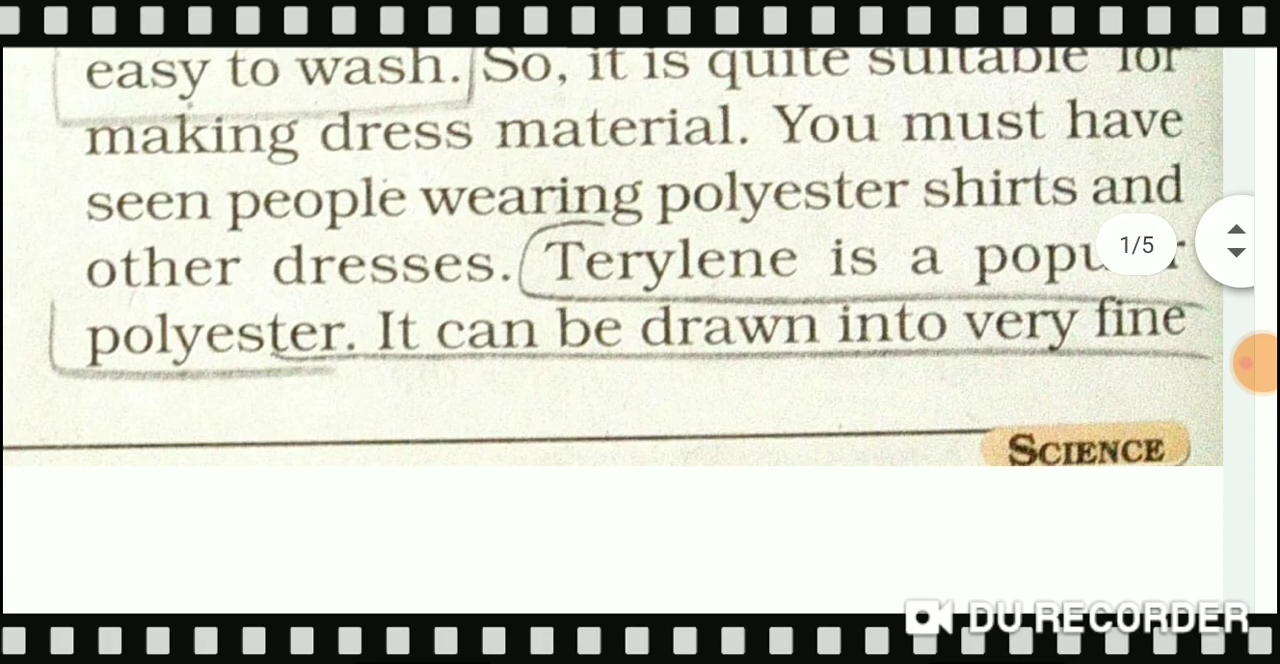 easy to wash. So, it is quite suitable for
making dress material. You must have
seen people wearing polyester shirts and
other dresses. Terylene is a
1/5
polyester. It can be drawn into very fine
SCIENCE
DU RECORDER